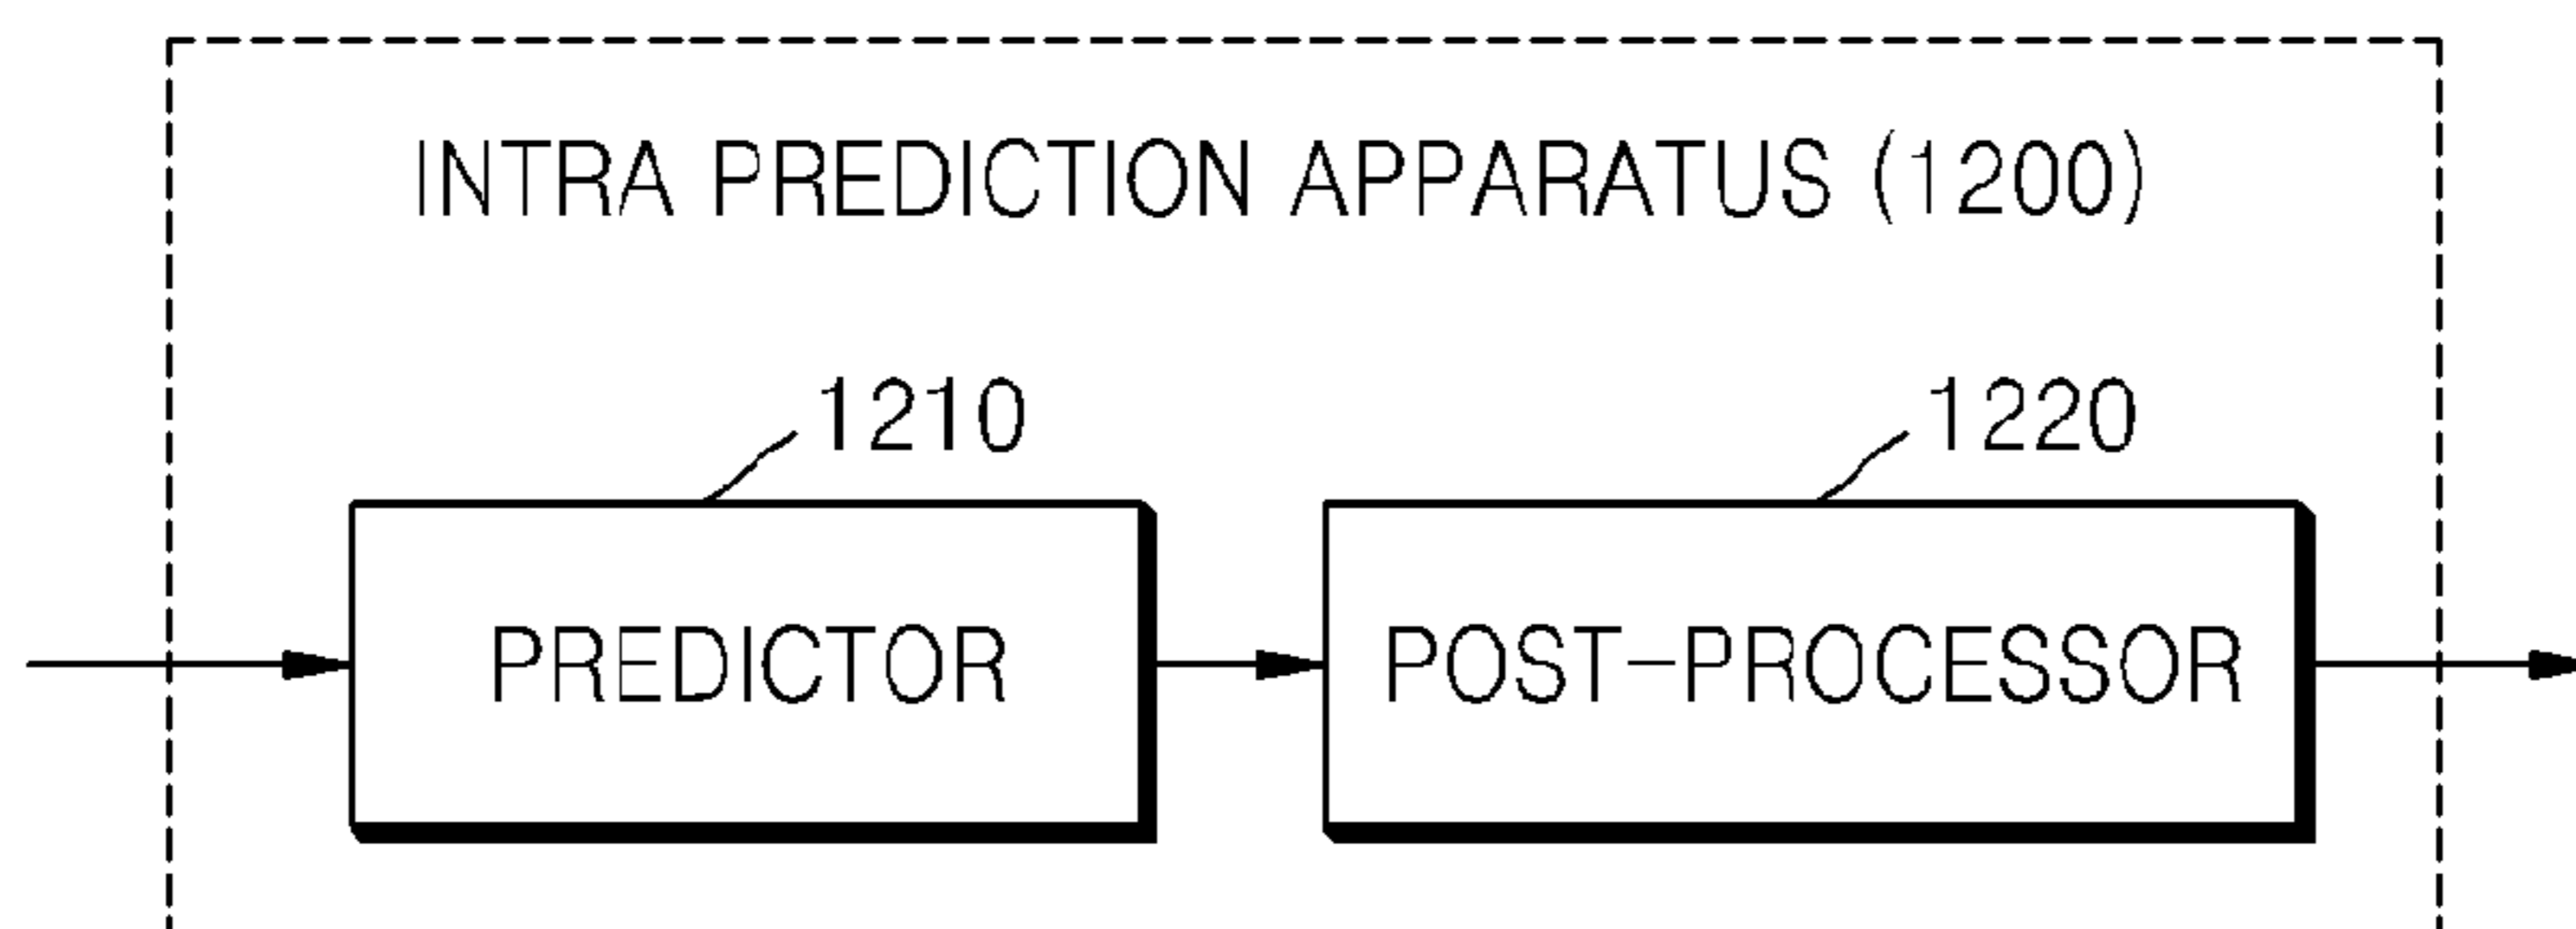 INTRA PREDICTION APPARATUS (1200)
1210
1220
PREDICTOR
POST-PROCESSOR